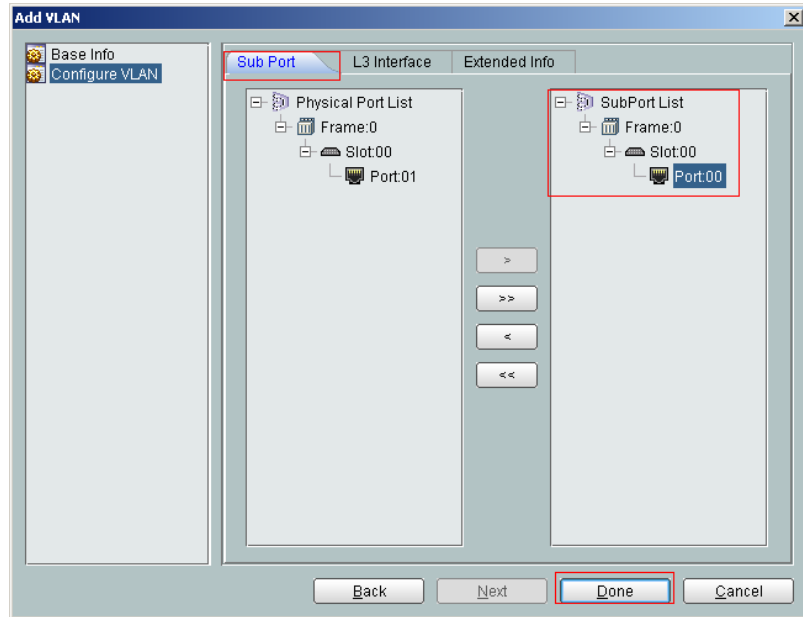 Add VLAN
Base Info
Configure VLAN
Sub Port
L3 Interface
Extended Info
Physical Port List
Frame:0
Slot:00
Port:01
>
>>
<
<<
SubPort List
Frame:0
Slot:00
Port:00
Back
Next
Done
Cancel